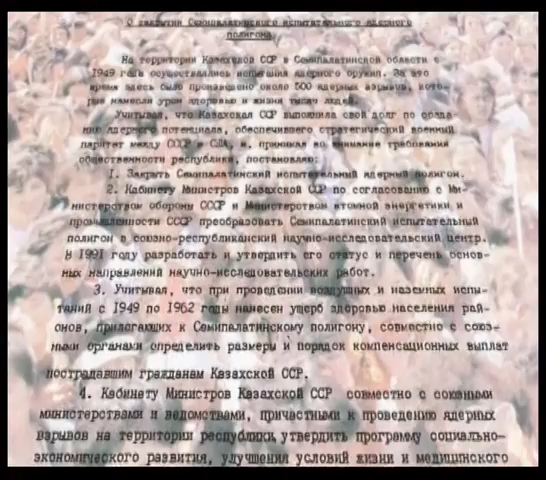 О закрытии Семипалатинского испытательного ядерного
полигона
На территории Казахской ССР в Семипалатинской области с
1949 года осуществлялись испытания ядерного оружия. За это
время здесь было произведено около 500 ядерных взрывов, кото-
рые нанесли урон здоровью и жизни тысяч людей.
Учитывая, что Казахская ССР выполнила свой долг по созда-
нию ядерного потенциала, обеспечившего стратегический военный
паритет между СССР и США, и, принимая во внимание требования
общественности республики, постановляю:
1. Закрыть Семипалатинский испытательный ядерный полигон.
2. Кабинету Министров Казахской ССР по согласованию с Ми-
нистерством обороны СССР и Министерством атомной энергетики и
промышленности СССР преобразовать Семипалатинский испытательный
полигон в союзно-республиканский научно-исследовательский центр.
В 1991 году разработать и утвердить его статус и перечень основ-
ных направлений научно-исследовательских работ.
3. Учитывая, что при проведении воздушных и наземных испы-
таний с 1949 по 1962 годы нанесен ущерб здоровью населения рай-
онов, прилегающих к Семипалатинскому полигону, совместно с союз-
ными органами определить размеры и порядок компенсационных выплат
пострадавшим гражданам Казахской ССР.
4. Кабинету Министров Казахской ССР совместно с союзными
министерствами и ведомствами, причастными к проведению ядерных
взрывов на территории республики, утвердить программу социально-
экономического развития, улучшения условий жизни и медицинского